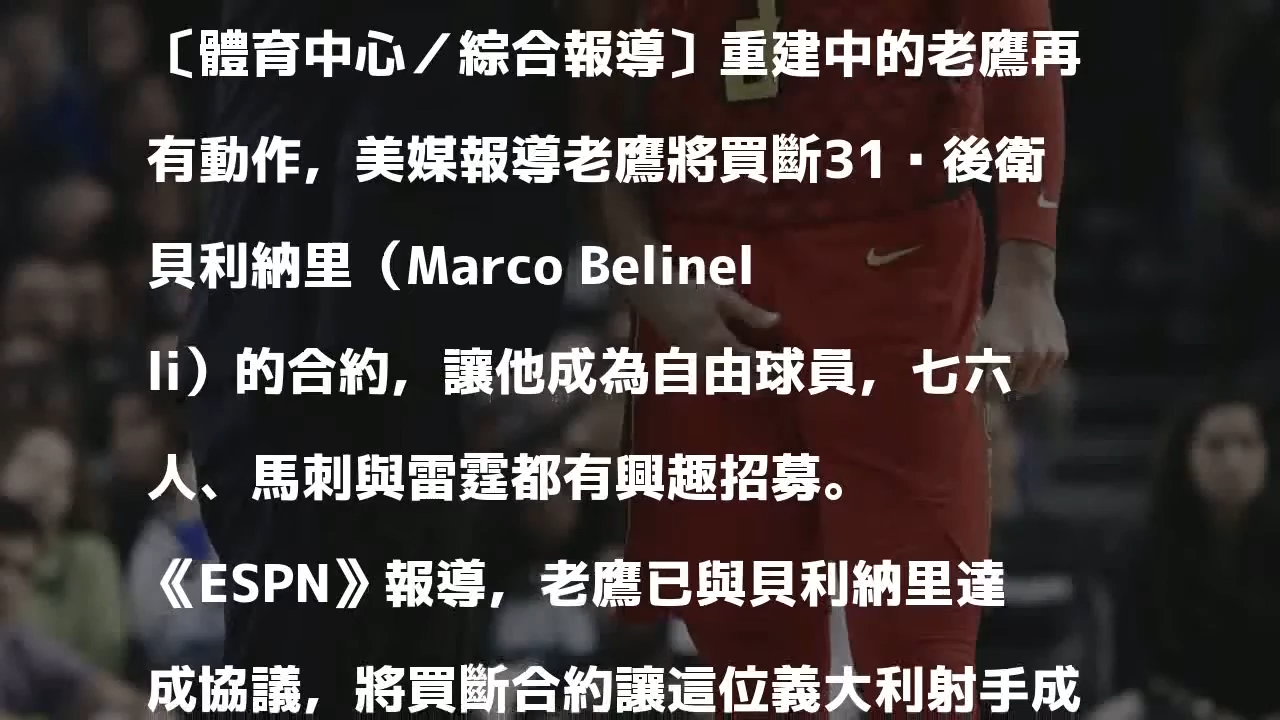 〔體育中心／綜合報導〕重建中的老鷹再
有動作，美媒報導老鷹將買斷31▪後衛
貝利納里（Marco Belinel
li）的合約，讓他成為自由球員，七六
人、馬刺與雷霆都有興趣招募。
《ESPN》報導，老鷹已與貝利納里達
成協議，將買斷合約讓這位義大利射手成